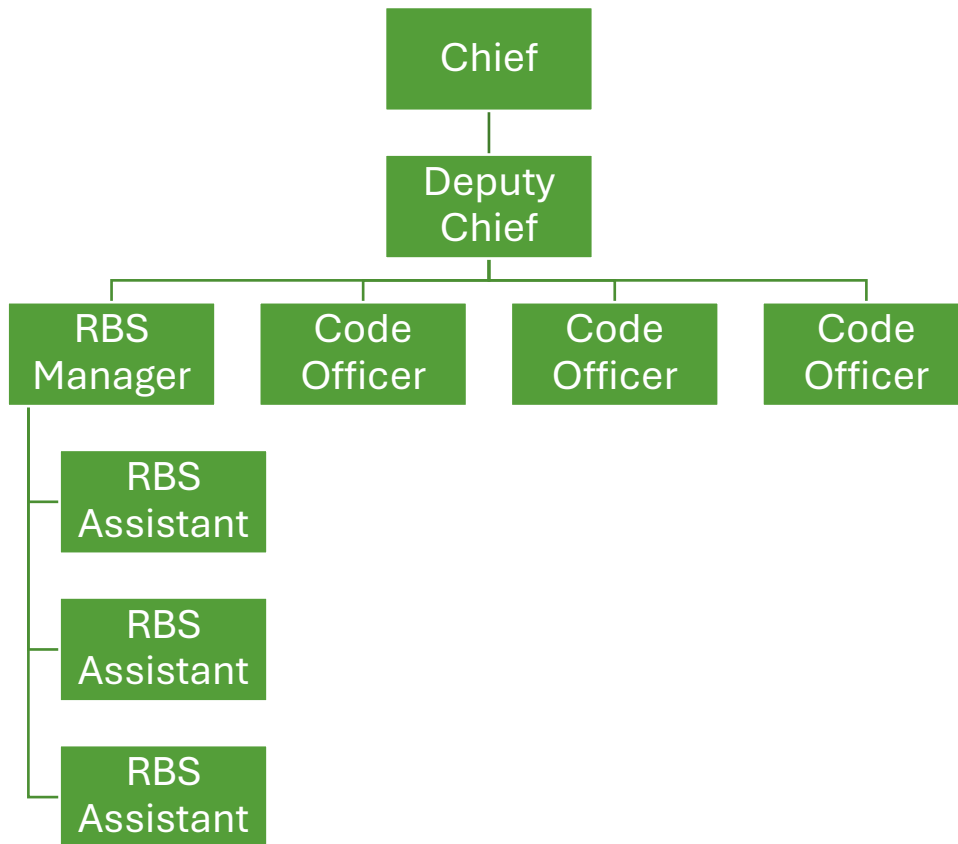 Chief
Deputy
Chief
RBS
Manager
Code
Officer
Code
Officer
Code
Officer
RBS
Assistant
RBS
Assistant
RBS
Assistant